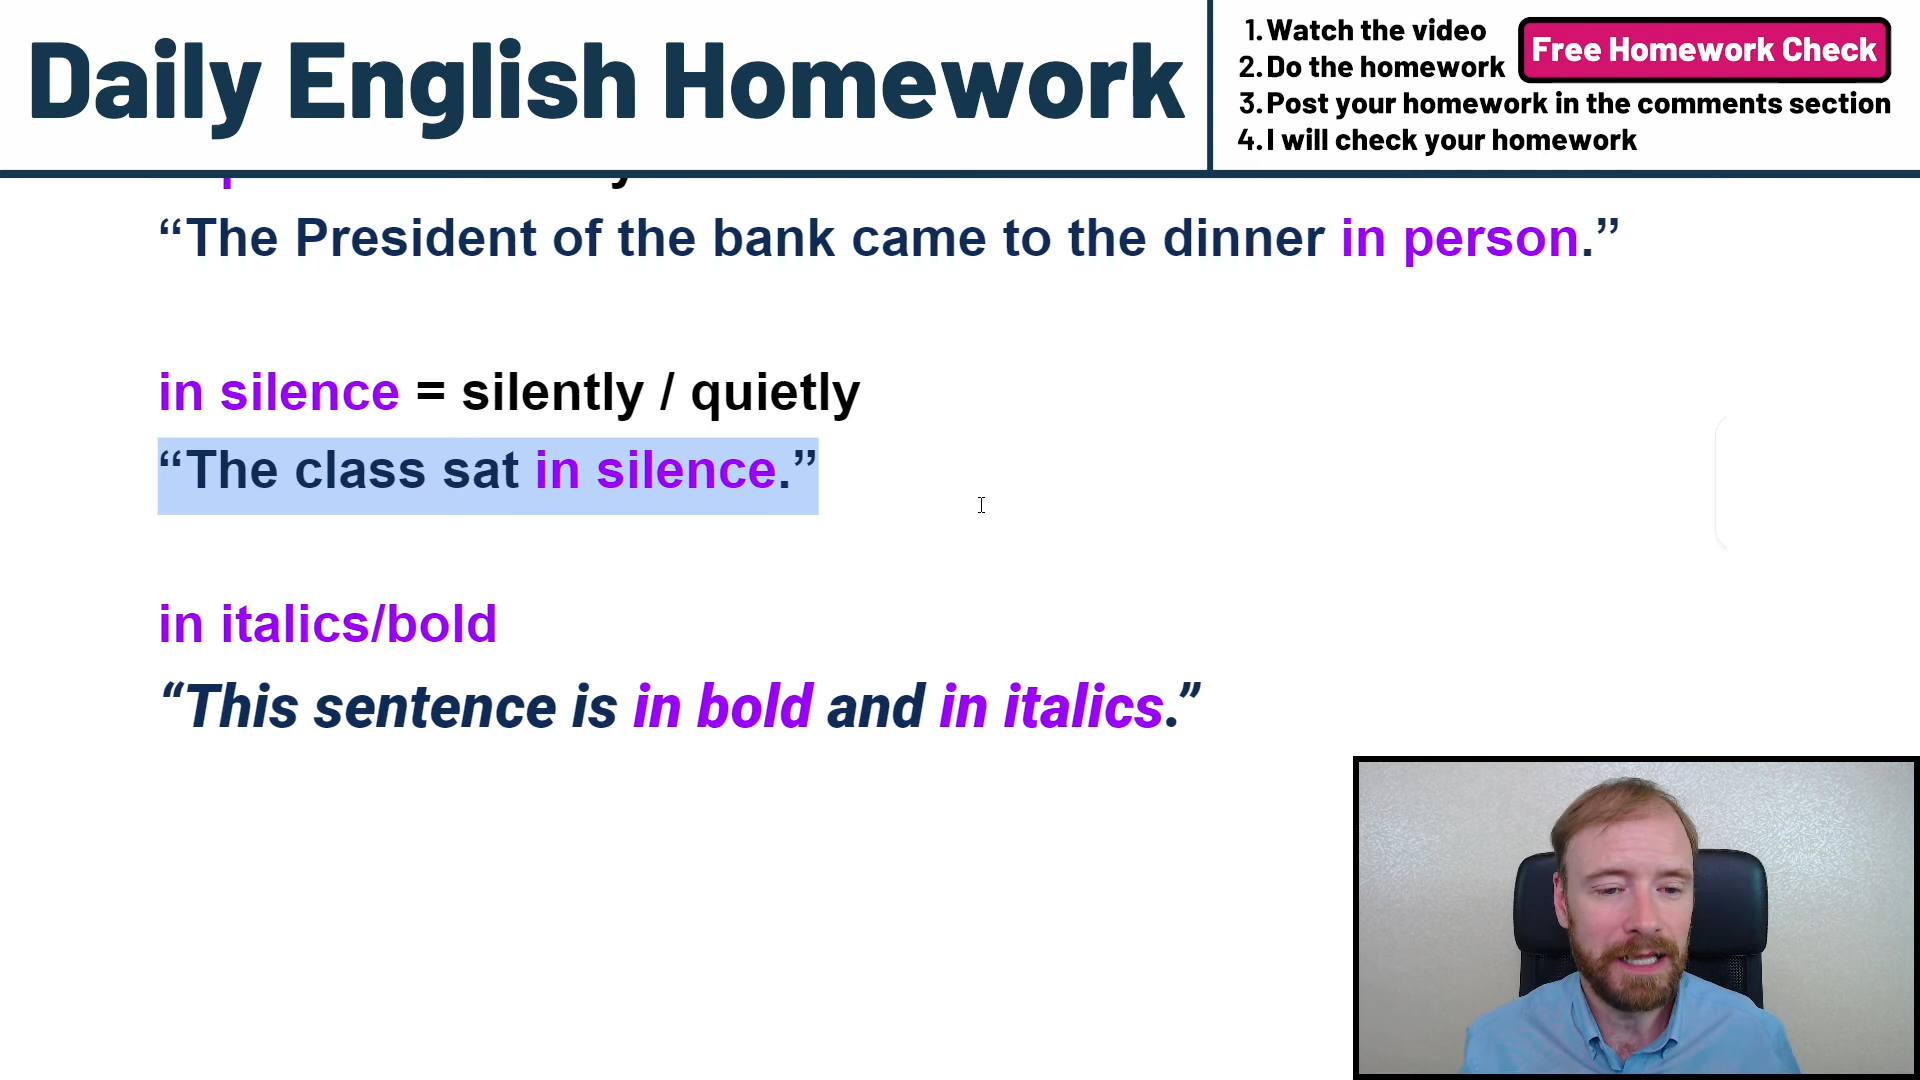 Daily English Homework
1. Watch the video
2. Do the homework
Free Homework Check
3. Post your homework in the comments section
4. I will check your homework
“The President of the bank came to the dinner in person.”
in silence = silently / quietly
“The class sat in silence.”
in italics/bold
“This sentence is in bold and in italics.”